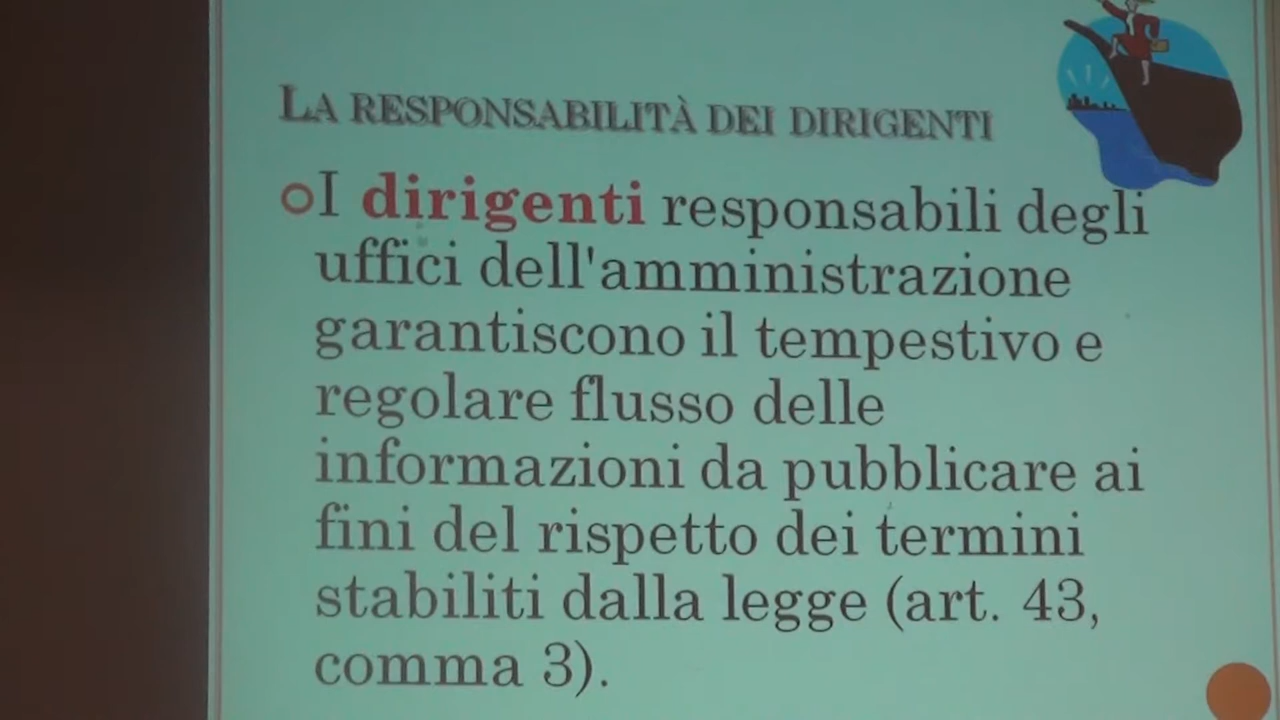 LA RESPONSABILITÀ DEI DIRIGENTI
I dirigenti responsabili degli
uffici dell'amministrazione
garantiscono il tempestivo e
regolare flusso delle
informazioni da pubblicare ai
fini del rispetto dei termini
stabiliti dalla legge (art. 43,
comma 3).